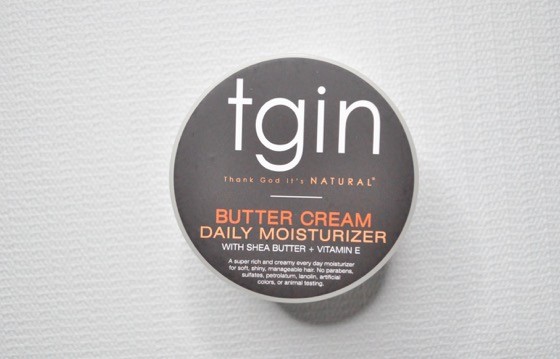 tgin
Thank God It's NATURAL®
BUTTER CREAM
DAILY MOISTURIZER
WITH SHEA BUTTER + VITAMIN E
A super rich and creamy every day moisturizer
for soft, shiny, manageable hair. No parabens,
sulfates, petrolatum, lanolin, artificial
colors, or animal testing.